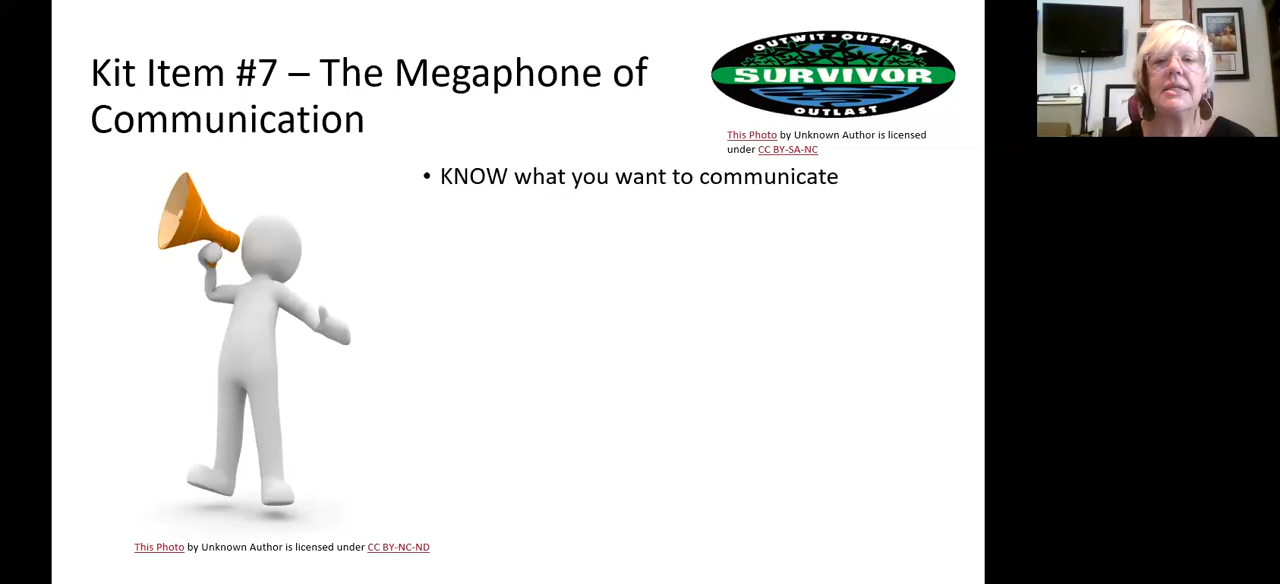 Kit Item #7 – The Megaphone of
Communication
OUTWIT • OUTPLAY
SURVIVOR
OUTLAST
This Photo by Unknown Author is licensed
under CC BY-SA-NC
• KNOW what you want to communicate
This Photo by Unknown Author is licensed under CC BY-NC-ND